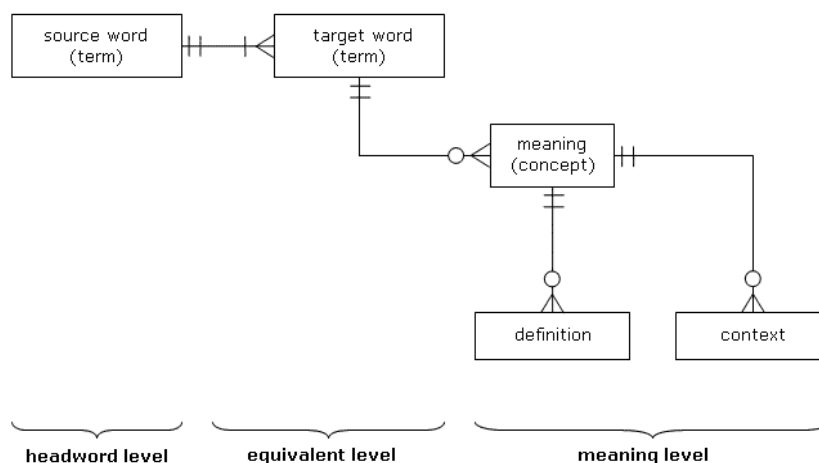 source word
(term)
target word
(term)
meaning
(concept)
definition
context
headword level
equivalent level
meaning level